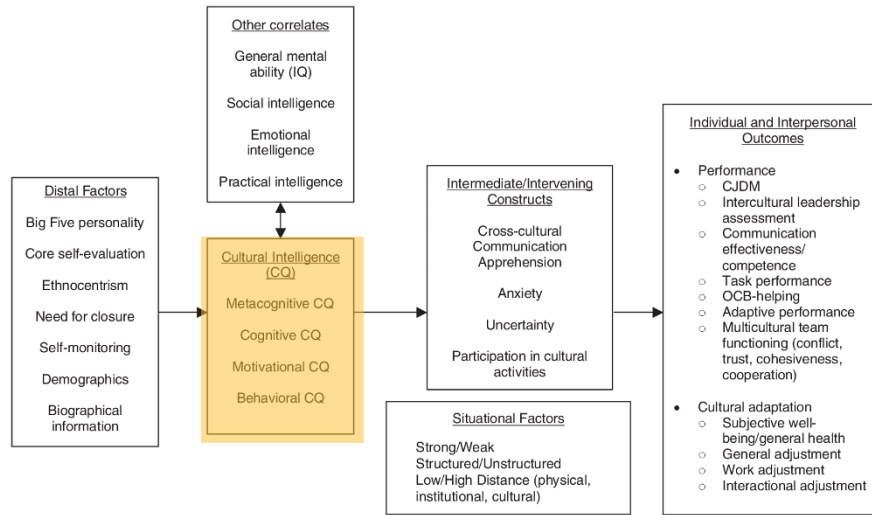 Other correlates
General mental
ability (IQ)
Social intelligence
Emotional
intelligence
Practical intelligence
Distal Factors
Big Five personality
Core self-evaluation
Ethnocentrism
Need for closure
Self-monitoring
Demographics
Biographical
information
Cultural Intelligence
(CQ)
Metacognitive CQ
Cognitive CQ
Motivational CQ
Behavioral CQ
Intermediate/Intervening
Constructs
Cross-cultural
Communication
Apprehension
Anxiety
Uncertainty
Participation in cultural
activities
Situational Factors
Strong/Weak
Structured/Unstructured
Low/High Distance (physical,
institutional, cultural)
Individual and Interpersonal
Outcomes
• Performance
○ CJDM
○ Intercultural leadership
assessment
○ Communication
effectiveness/
competence
○ Task performance
○ OCB-helping
○ Adaptive performance
○ Multicultural team
functioning (conflict,
trust, cohesiveness,
cooperation)
• Cultural adaptation
○ Subjective well-
being/general health
○ General adjustment
○ Work adjustment
○ Interactional adjustment